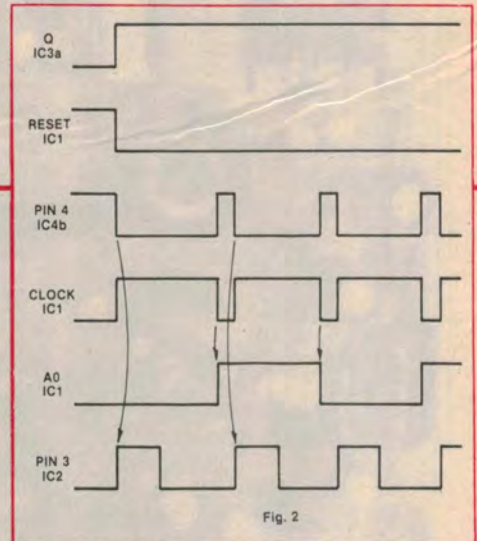 Q
IC3a
RESET
IC1
PIN 4
IC4b
CLOCK
IC1
A0
IC1
PIN 3
IC2
Fig. 2